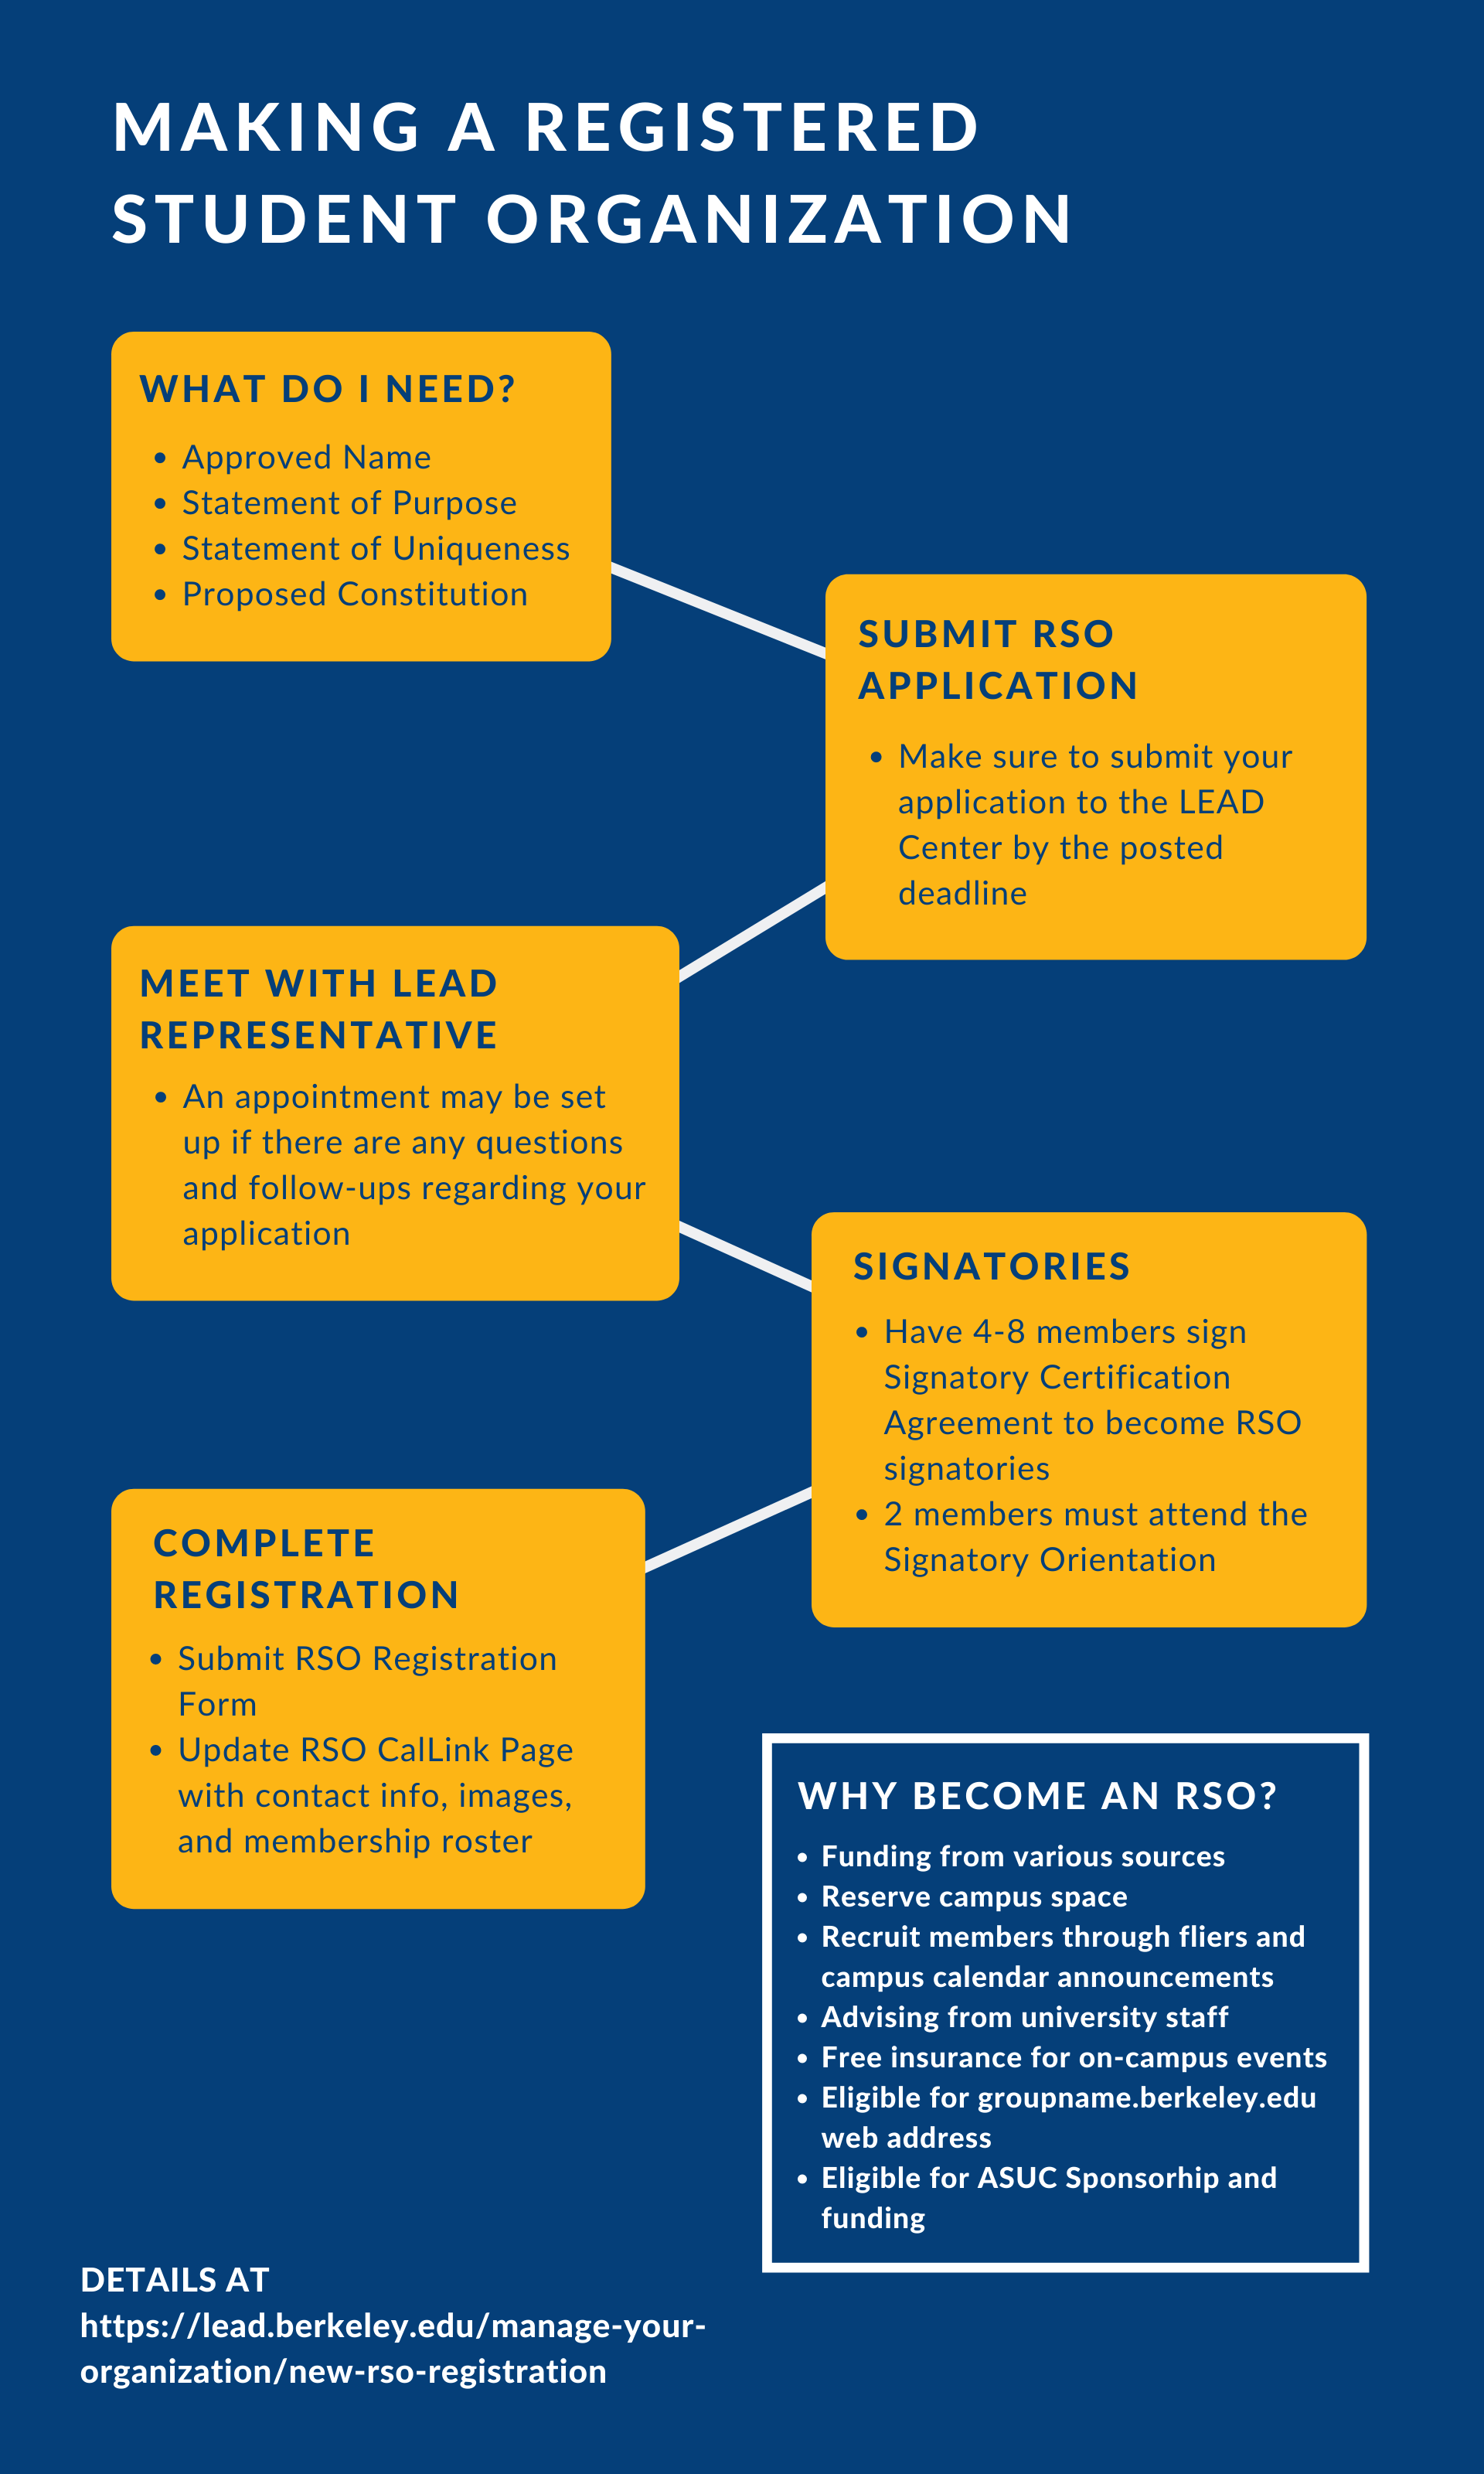 MAKING A REGISTERED
STUDENT ORGANIZATION
WHAT DO I NEED?
• Approved Name
• Statement of Purpose
• Statement of Uniqueness
• Proposed Constitution
SUBMIT RSO
APPLICATION
• Make sure to submit your
application to the LEAD
Center by the posted
deadline
MEET WITH LEAD
REPRESENTATIVE
• An appointment may be set
up if there are any questions
and follow-ups regarding your
application
SIGNATORIES
• Have 4-8 members sign
Signatory Certification
Agreement to become RSO
signatories
• 2 members must attend the
Signatory Orientation
COMPLETE
REGISTRATION
• Submit RSO Registration
Form
• Update RSO CalLink Page
with contact info, images,
and membership roster
WHY BECOME AN RSO?
• Funding from various sources
• Reserve campus space
• Recruit members through fliers and
campus calendar announcements
• Advising from university staff
• Free insurance for on-campus events
• Eligible for groupname.berkeley.edu
web address
• Eligible for ASUC Sponsorhip and
funding
DETAILS AT
https://lead.berkeley.edu/manage-your-
organization/new-rso-registration